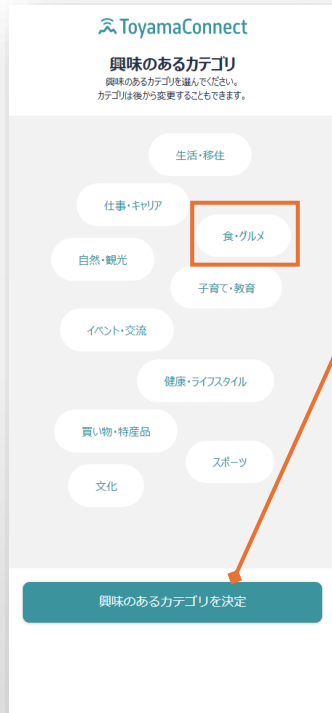 ToyamaConnect
興味のあるカテゴリ
興味のあるカテゴリを選んでください。
カテゴリは後から変更することもできます。
生活・移住
仕事・キャリア
食・グルメ
自然・観光
子育て・教育
イベント・交流
健康・ライフスタイル
買い物・特産品
スポーツ
文化
興味のあるカテゴリを決定